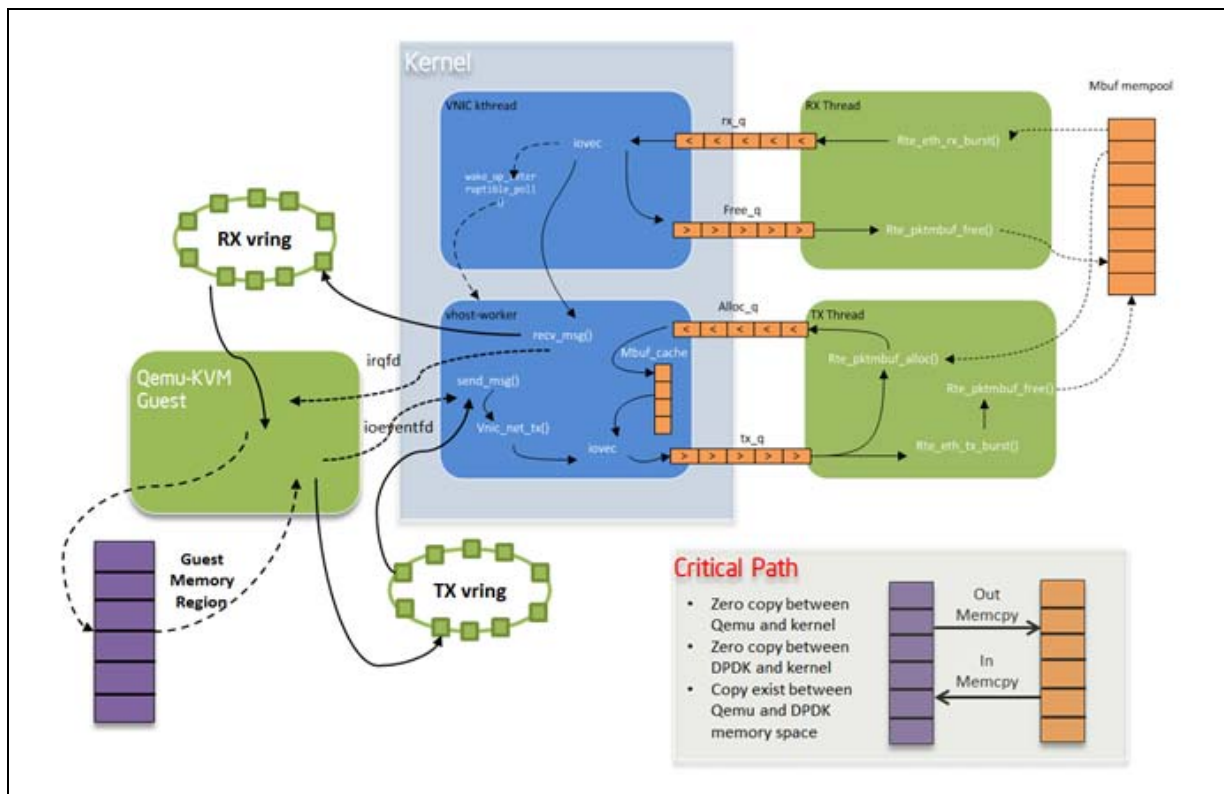 Kernel
VNIC kthread
iovec
wake_up_inter
ruptible_poll
()
rx_q
< < < < <
Free_q
> > > > >
RX Thread
Rte_eth_rx_burst()
Rte_pktmbuf_free()
Mbuf mempool
RX vring
vhost-worker
recv_msg()
send_msg()
Vnic_net_tx()
iovec
Mbuf_cache
Alloc_q
< < < < <
tx_q
> > > > >
TX Thread
Rte_pktmbuf_alloc()
Rte_pktmbuf_free()
Rte_eth_tx_burst()
Qemu-KVM
Guest
irqfd
ioeventfd
Guest
Memory
Region
TX vring
Critical Path
• Zero copy between
Qemu and kernel
• Zero copy between
DPDK and kernel
• Copy exist between
Qemu and DPDK
memory space
Out
Memcpy
In
Memcpy